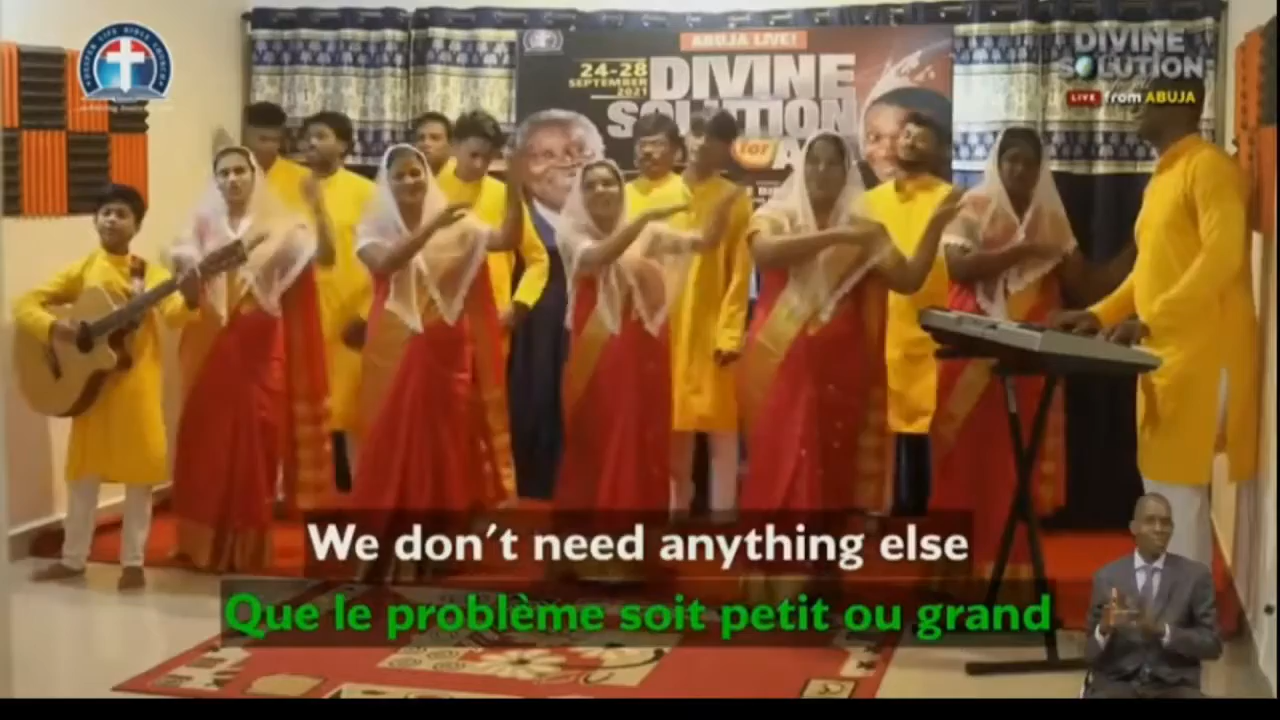 DIVINE
SOLUTION
LIVE from ABUJA
ABUJA LIVE!
24-28
SEPTEMBER
2021
DIVINE
SOLUTION
for
We don't need anything else
Que le problème soit petit ou grand